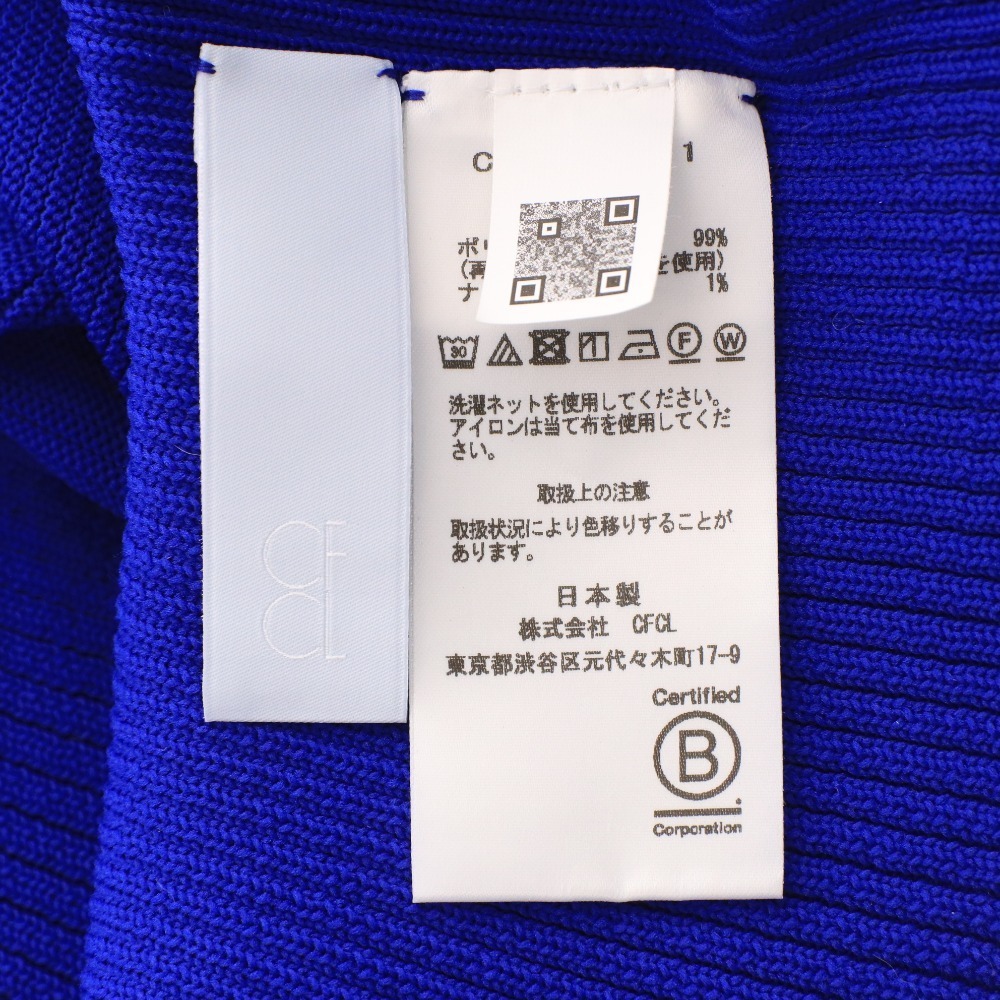 CF
CL
C 1
ポリ 99%
を使用)
ナ 1%
30
F
W
洗濯ネットを使用してください。
アイロンは当て布を使用してくだ
さい。
取扱上の注意
取扱状況により色移りすることが
あります。
日本製
株式会社 CFCL
東京都渋谷区元代々木町17-9
Certified
B
Corporation